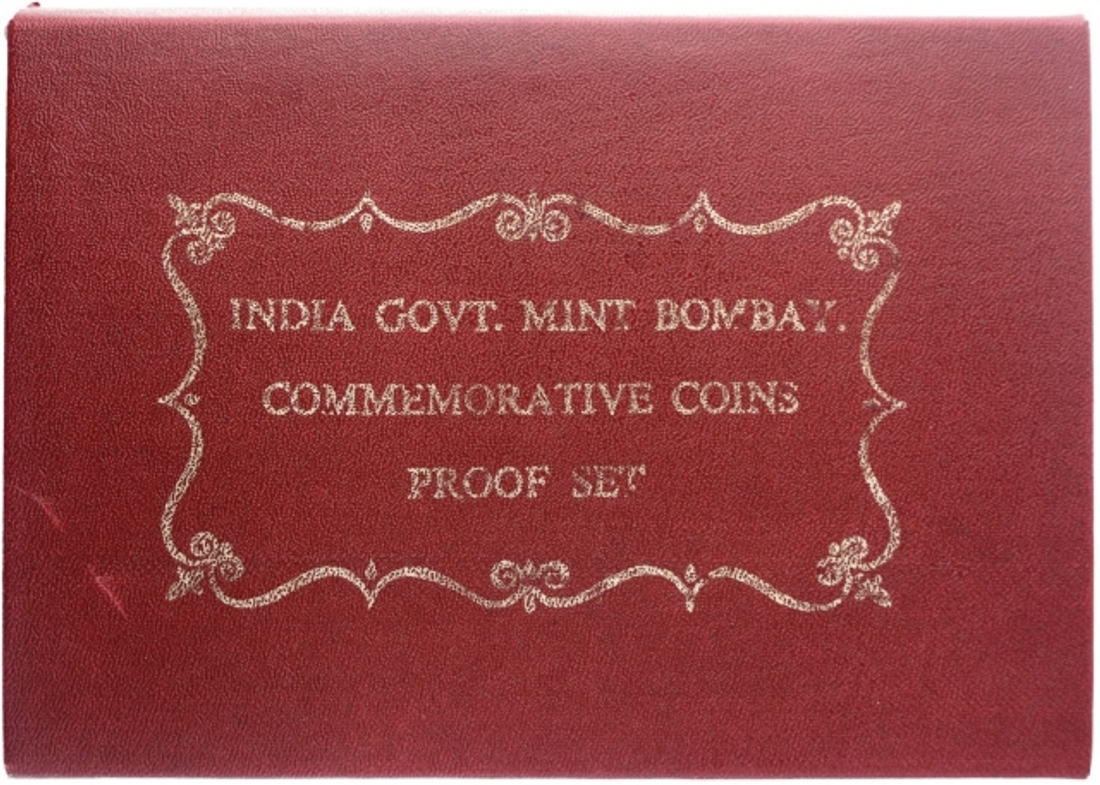 INDIA GOVT. MINT BOMBAY.
COMMEMORATIVE COINS
PROOF SET